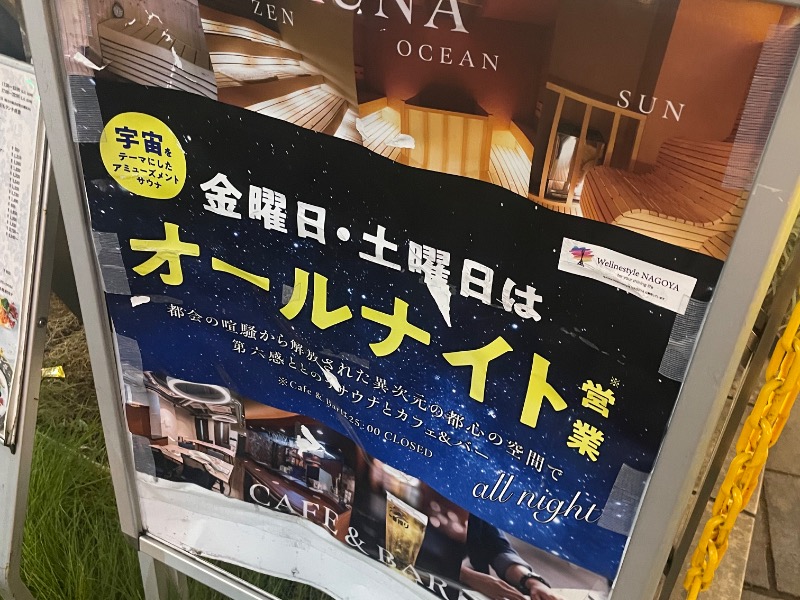 ZEN
OCEAN
SUN
宇宙を
テーマにした
アミューズメント
サウナ
金曜日・土曜日は
オールナイト
※営業
Wellnestyle NAGOYA
都会の喧騒から解放された異次元の都心の空間で
第六感ととのうサウナとカフェ&バー
25:00 CLOSED
all night
CAFE & BAR